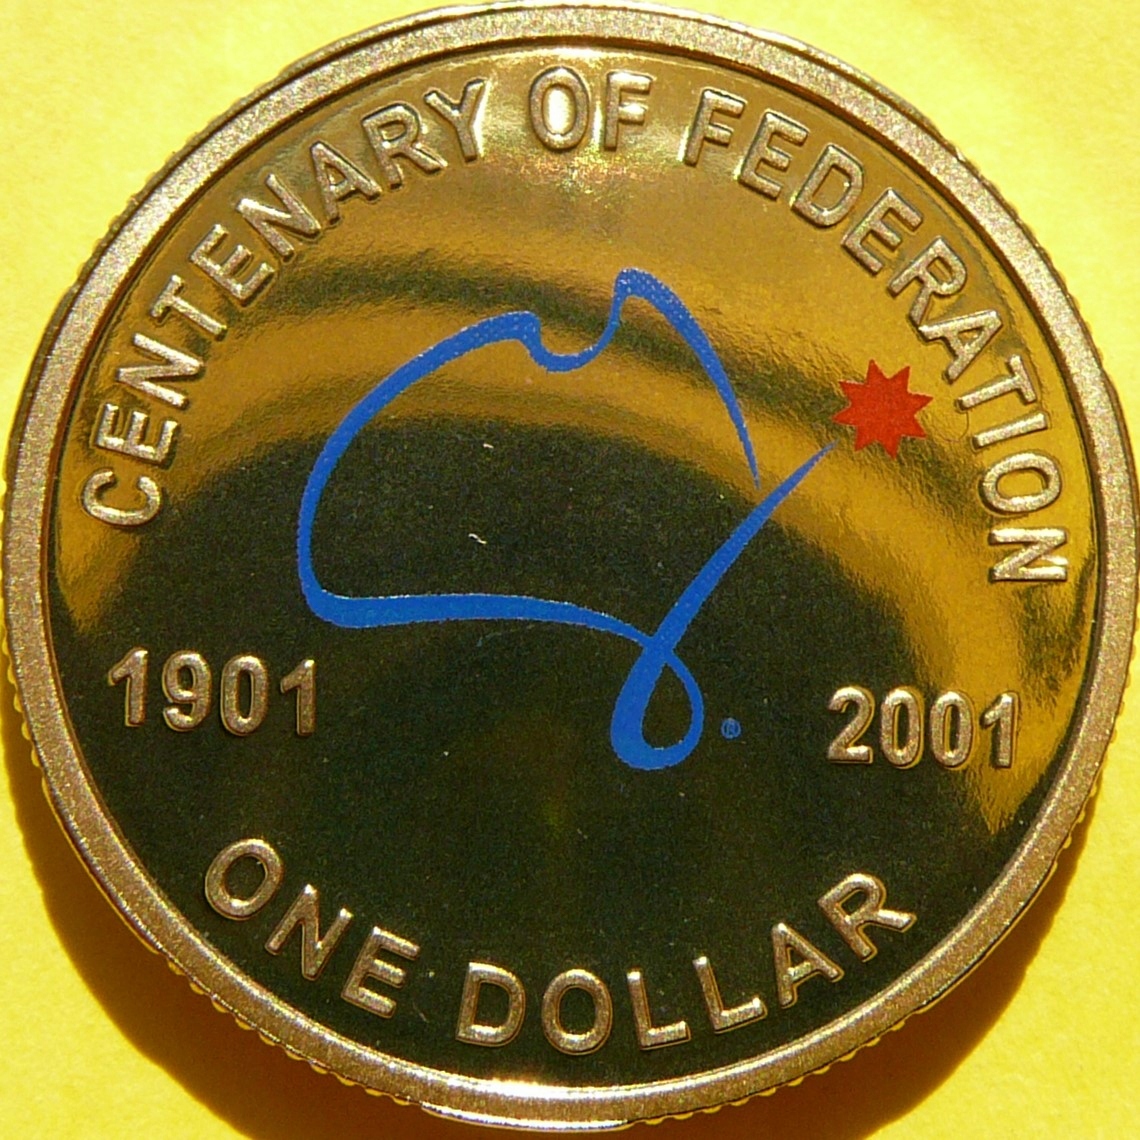 CENTENARY OF FEDERATION
1901
2001
®
ONE DOLLAR